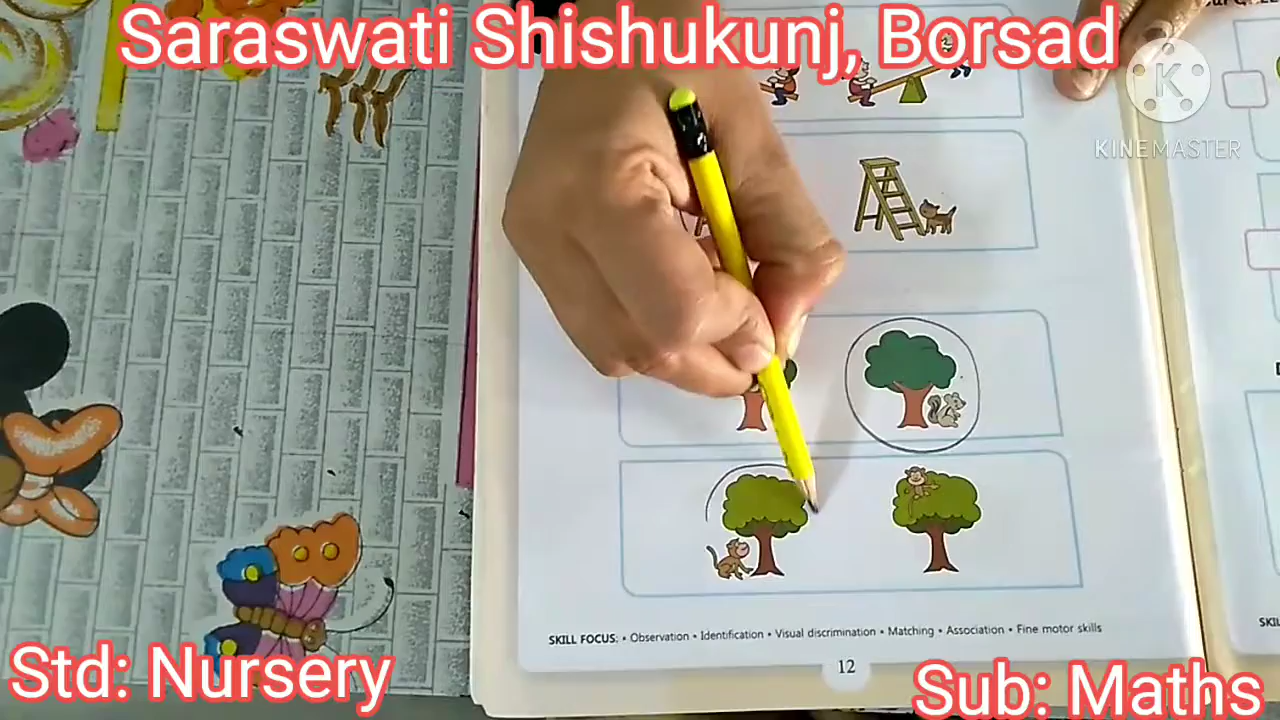 Saraswati Shishukunj, Borsad
K
KINEMASTER
SKILL FOCUS: • Observation • Identification • Visual discrimination • Matching • Association • Fine motor skills
12
Std: Nursery
Sub: Maths